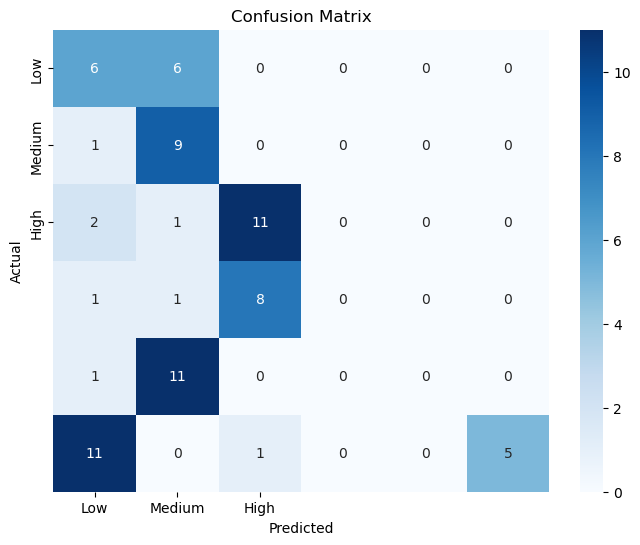 Confusion Matrix
Low 6 6 0 0 0 0
Medium 1 9 0 0 0 0
High 2 1 11 0 0 0
1 1 8 0 0 0
1 11 0 0 0 0
11 0 1 0 0 5
Low Medium High
Predicted
Actual
10
8
6
4
2
0